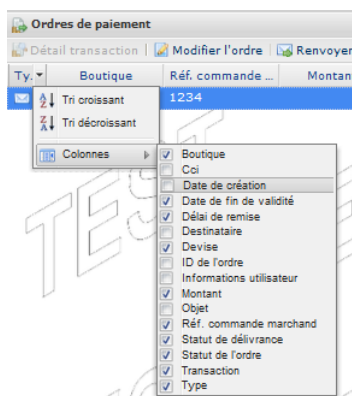 Ordres de paiement
Détail transaction Modifier l'ordre Renvoyer
Ty. Boutique Réf. commande ... Montan
1234
Tri croissant
Tri décroissant
Colonnes
Boutique
Cci
Date de création
Date de fin de validité
Délai de remise
Destinataire
Devise
ID de l'ordre
Informations utilisateur
Montant
Objet
Réf. commande marchand
Statut de délivrance
Statut de l'ordre
Transaction
Type
TEST